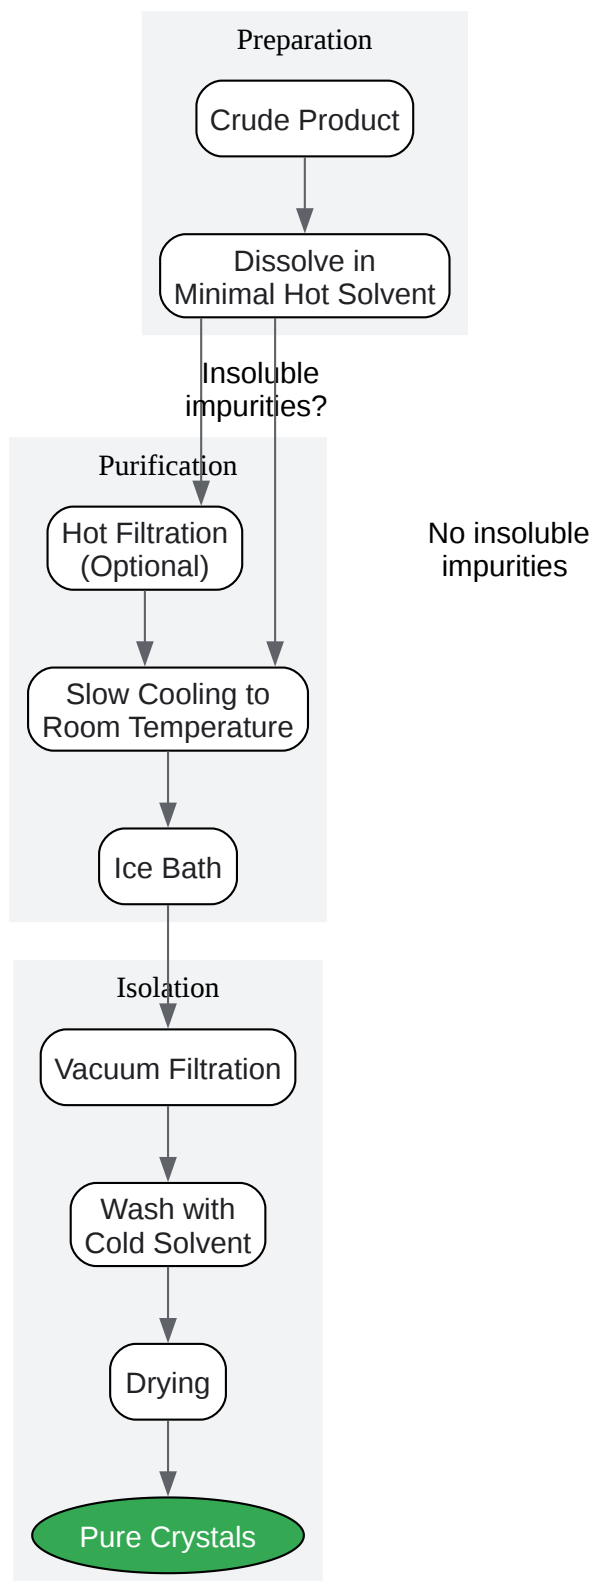 Preparation
Crude Product
Dissolve in
Minimal Hot Solvent
Insoluble
impurities?
Purification
Hot Filtration
(Optional)
No insoluble
impurities
Slow Cooling to
Room Temperature
Ice Bath
Isolation
Vacuum Filtration
Wash with
Cold Solvent
Drying
Pure Crystals